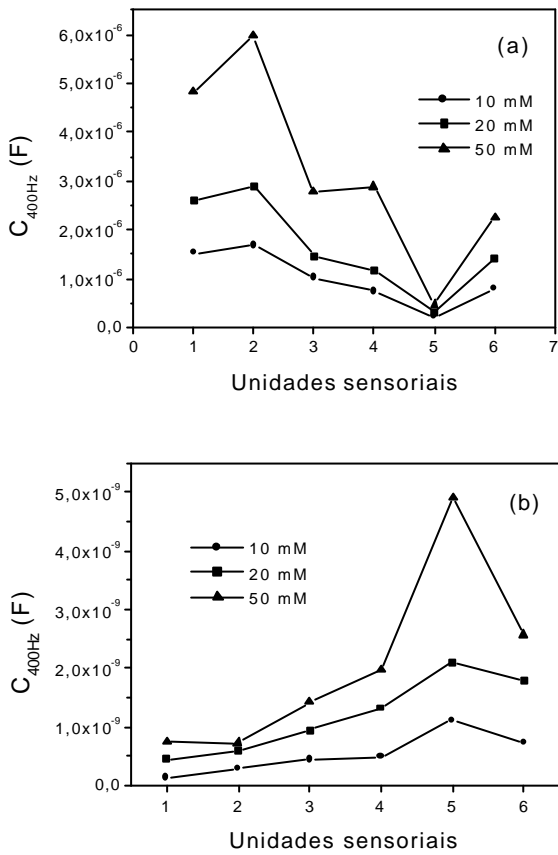 6,0x10⁻⁶
(a)
5,0x10⁻⁶
10 mM
4,0x10⁻⁶
20 mM
50 mM
C400Hz (F)
3,0x10⁻⁶
2,0x10⁻⁶
1,0x10⁻⁶
0,0
0 1 2 3 4 5 6 7
Unidades sensoriais
5,0x10⁻⁹
(b)
4,0x10⁻⁹
10 mM
20 mM
50 mM
C400Hz (F)
3,0x10⁻⁹
2,0x10⁻⁹
1,0x10⁻⁹
0,0
1 2 3 4 5 6
Unidades sensoriais